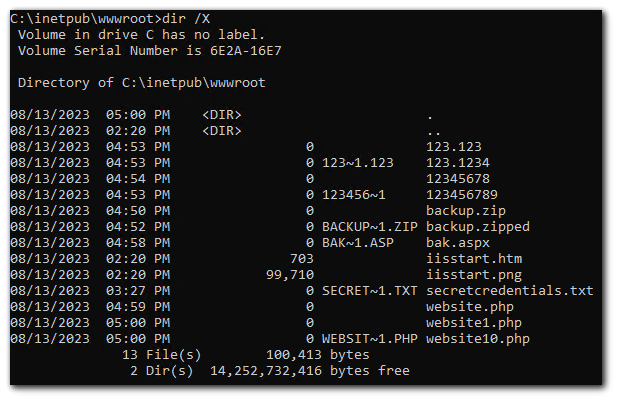 C:\inetpub\wwwroot>dir /X
 Volume in drive C has no label.
 Volume Serial Number is 6E2A-16E7

 Directory of C:\inetpub\wwwroot

08/13/2023  05:00 PM    <DIR>                       .
08/13/2023  02:20 PM    <DIR>                       ..
08/13/2023  04:53 PM                 0              123.123
08/13/2023  04:53 PM                 0 123~1.123    123.1234
08/13/2023  04:54 PM                 0              12345678
08/13/2023  04:53 PM                 0 123456~1     123456789
08/13/2023  04:50 PM                 0              backup.zip
08/13/2023  04:52 PM                 0 BACKUP~1.ZIP backup.zipped
08/13/2023  04:58 PM                 0 BAK~1.ASP    bak.aspx
08/13/2023  02:20 PM               703              iisstart.htm
08/13/2023  02:20 PM            99,710              iisstart.png
08/13/2023  03:27 PM                 0 SECRET~1.TXT secretcredentials.txt
08/13/2023  04:59 PM                 0              website.php
08/13/2023  05:00 PM                 0              website1.php
08/13/2023  05:00 PM                 0 WEBSIT~1.PHP website10.php
              13 File(s)        100,413 bytes
               2 Dir(s)  14,252,732,416 bytes free